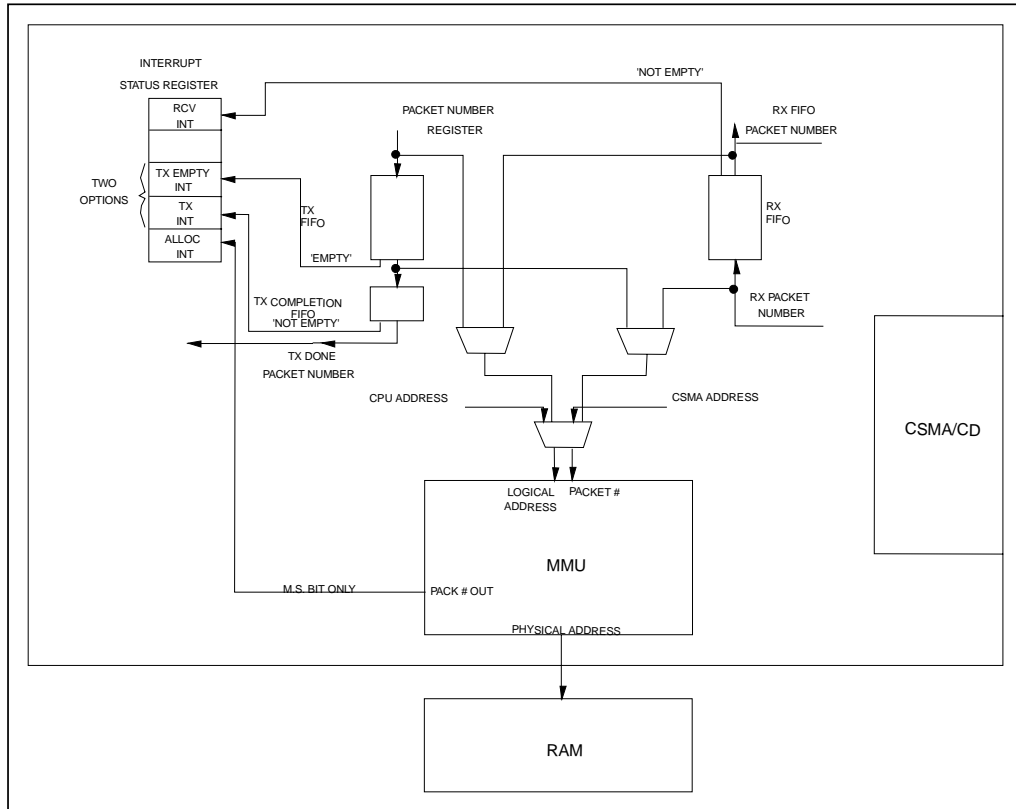 INTERRUPT
STATUS REGISTER
RCV
INT
TX EMPTY
INT
TX
INT
ALLOC
INT
TWO
OPTIONS
'NOT EMPTY'
PACKET NUMBER
REGISTER
RX FIFO
PACKET NUMBER
TX
FIFO
RX
FIFO
'EMPTY'
TX COMPLETION
FIFO
'NOT EMPTY'
RX PACKET
NUMBER
TX DONE
PACKET NUMBER
CPU ADDRESS
CSMA ADDRESS
CSMA/CD
LOGICAL
ADDRESS
PACKET #
MMU
M.S. BIT ONLY
PACK # OUT
PHYSICAL ADDRESS
RAM